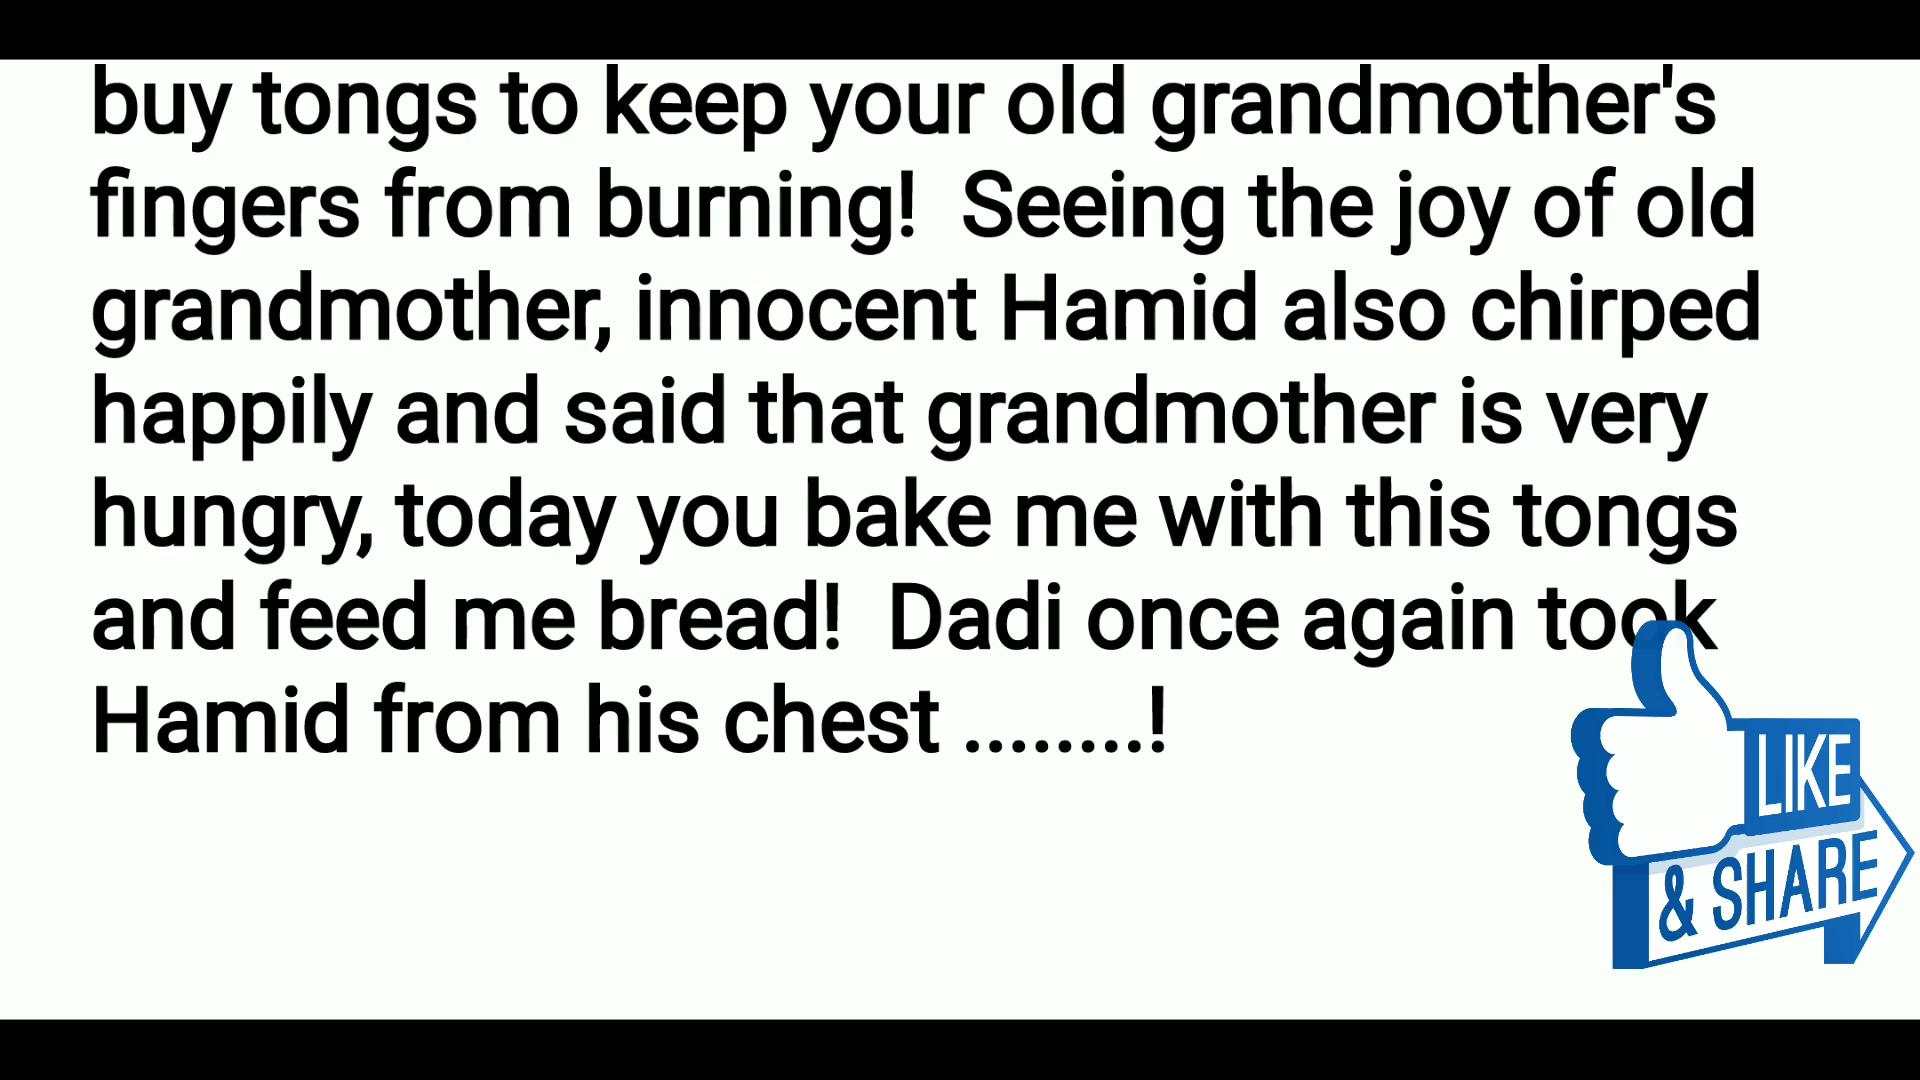 buy tongs to keep your old grandmother's
fingers from burning!  Seeing the joy of old
grandmother, innocent Hamid also chirped
happily and said that grandmother is very
hungry, today you bake me with this tongs
and feed me bread!  Dadi once again took
Hamid from his chest ........!
LIKE
& SHARE